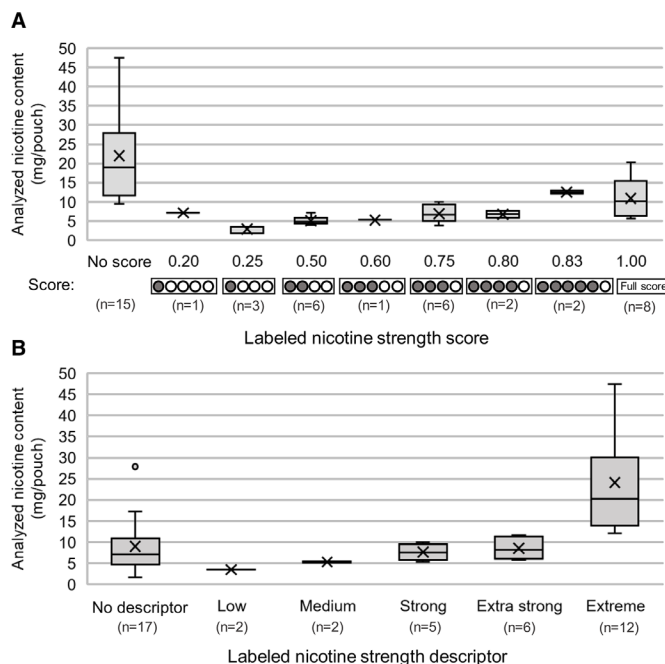 A
Analyzed nicotine content
(mg/pouch)
50
45
40
35
30
25
20
15
10
5
0
No score 0.20 0.25 0.50 0.60 0.75 0.80 0.83 1.00
Score: Full score
(n=15) (n=1) (n=3) (n=6) (n=1) (n=6) (n=2) (n=2) (n=8)
Labeled nicotine strength score
B
Analyzed nicotine content
(mg/pouch)
50
45
40
35
30
25
20
15
10
5
0
No descriptor Low Medium Strong Extra strong Extreme
(n=17) (n=2) (n=2) (n=5) (n=6) (n=12)
Labeled nicotine strength descriptor